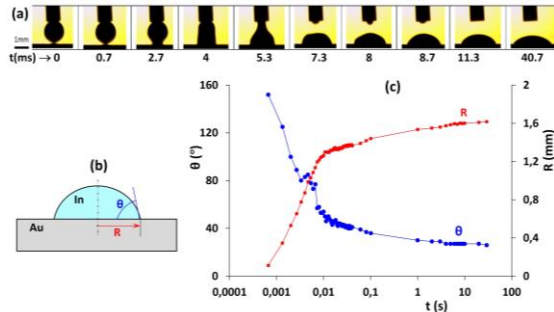 (a)
1mm
t(ms) → 0 0.7 2.7 4 5.3 7.3 8 8.7 11.3 40.7
(b)
In
θ
Au
R
(c)
θ (°)
160
120
80
40
0
R
θ
R (mm)
2
1,6
1,2
0,8
0,4
0
0,0001 0,001 0,01 0,1 1 10 100
t (s)